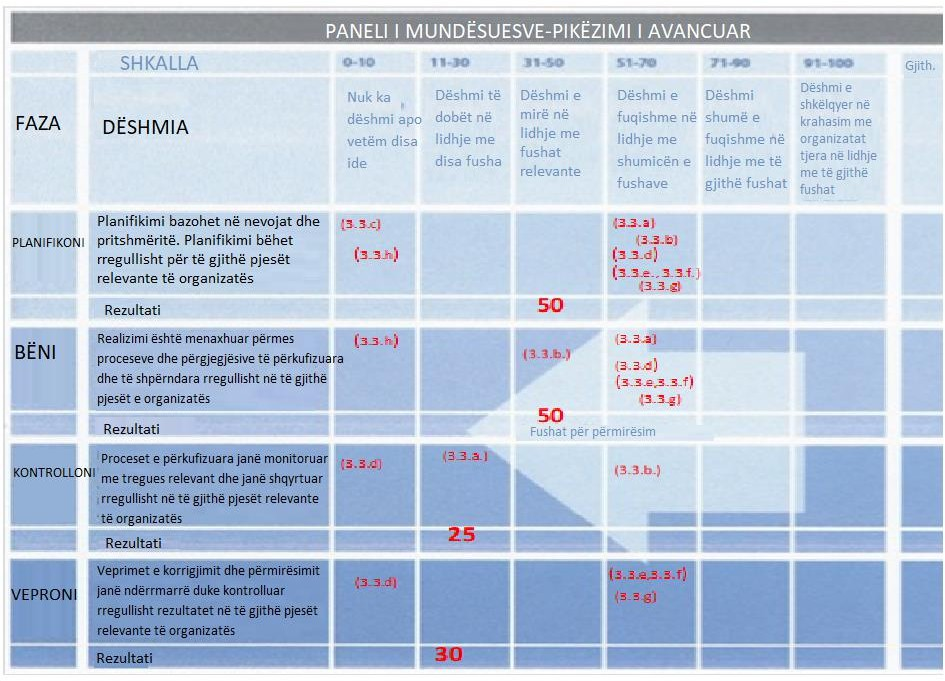 PANELI I MUNDËSUESVE-PIKËZIMI I AVANCUAR
SHKALLA 0-10 11-30 31-50 51-70 71-90 91-100 Gjith.
FAZA
DËSHMIA
Nuk ka
dëshmi apo
vetëm disa
ide
Dëshmi të
dobët në
lidhje me
disa fusha
Dëshmi e
mirë në
lidhje me
fushat
relevante
Dëshmi e
fuqishme në
lidhje me
shumicën e
fushave
Dëshmi
shumë e
fuqishme në
lidhje me të
gjithë fushat
Dëshmi e
shkëlqyer në
krahasim me
organizatat
tjera në lidhje
me të gjithë
fushat
PLANIFIKONI
Planifikimi bazohet në nevojat dhe
pritshmëritë. Planifikimi bëhet
rregullisht për të gjithë pjesët
relevante të organizatës
(3.3.c)
(3.3.h)
(3.3.a)
(3.3.b)
(3.3.d)
(3.3.e., 3.3.f.)
(3.3.g)
Rezultati 50
BËNI
Realizimi është menaxhuar përmes
proceseve dhe përgjegjësive të përkufizuara
dhe të shpërndara rregullisht në të gjithë
pjesët e organizatës
(3.3.h)
(3.3.b.)
(3.3.a)
(3.3.d)
(3.3.e,3.3.f)
(3.3.g)
Rezultati 50
Fushat për përmirësim
KONTROLLONI
Proceset e përkufizuara janë monitoruar
me tregues relevant dhe janë shqyrtuar
rregullisht në të gjithë pjesët relevante
të organizatës
(3.3.d)
(3.3.a.)
(3.3.b.)
Rezultati 25
VEPRONI
Veprimet e korrigjimit dhe përmirësimit
janë ndërrmarrë duke kontrolluar
rregullisht rezultatet në të gjithë pjesët
relevante të organizatës
(3.3.d)
(3.3.e,3.3.f)
(3.3.g)
Rezultati 30